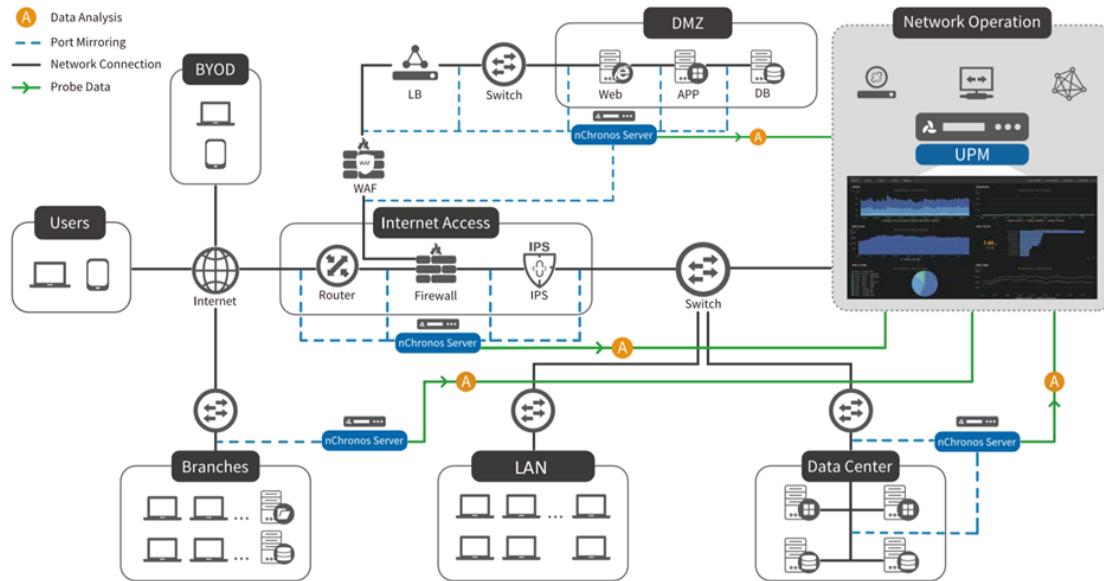 A Data Analysis
Port Mirroring
Network Connection
Probe Data
BYOD
DMZ
Network Operation
LB
Switch
Web
APP
DB
nChronos Server
A
UPM
WAF
WAF
Users
Internet Access
IPS
Internet
Router
Firewall
IPS
Switch
nChronos Server
A
A
A
nChronos Server
nChronos Server
Branches
LAN
Data Center
...
...
...